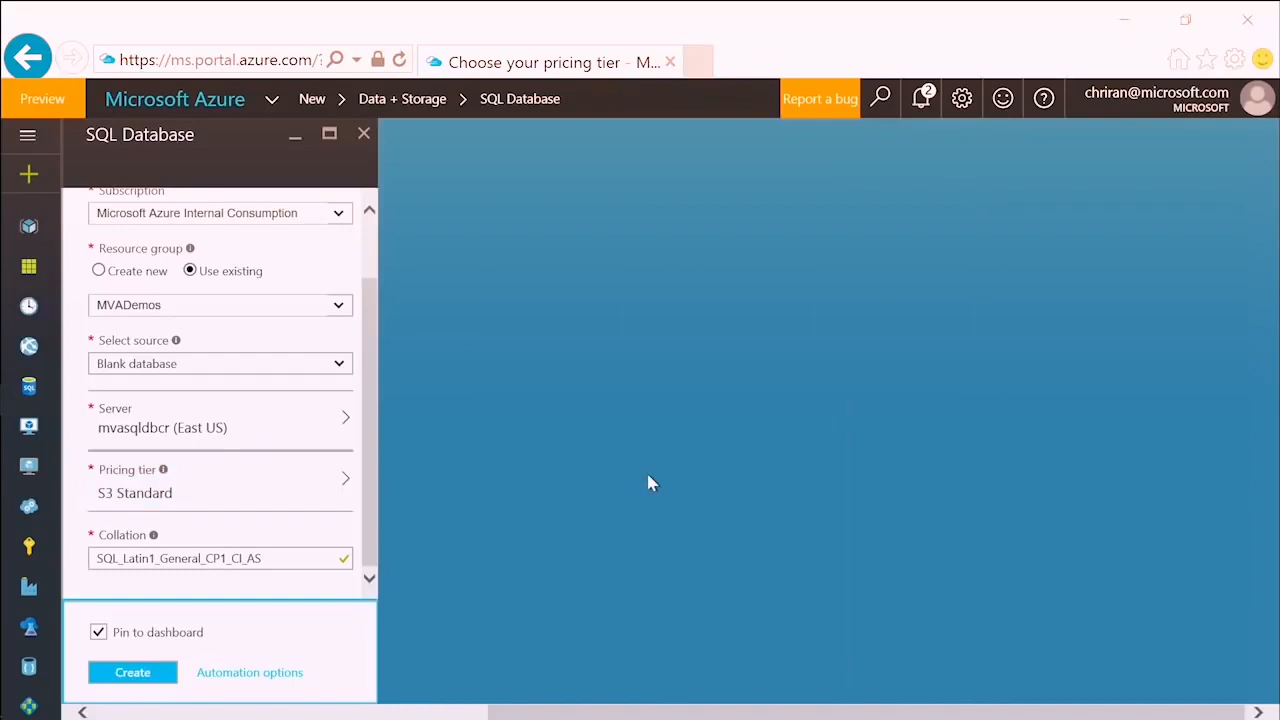 https://ms.portal.azure.com/
Choose your pricing tier - M...
Preview
Microsoft Azure
New
Data + Storage
SQL Database
Report a bug
2
chriran@microsoft.com
MICROSOFT
SQL Database
* Subscription
Microsoft Azure Internal Consumption
* Resource group
Create new
Use existing
MVADemos
* Select source
Blank database
* Server
mvasqldbcr (East US)
* Pricing tier
S3 Standard
* Collation
SQL_Latin1_General_CP1_CI_AS
Pin to dashboard
Create
Automation options
SQL